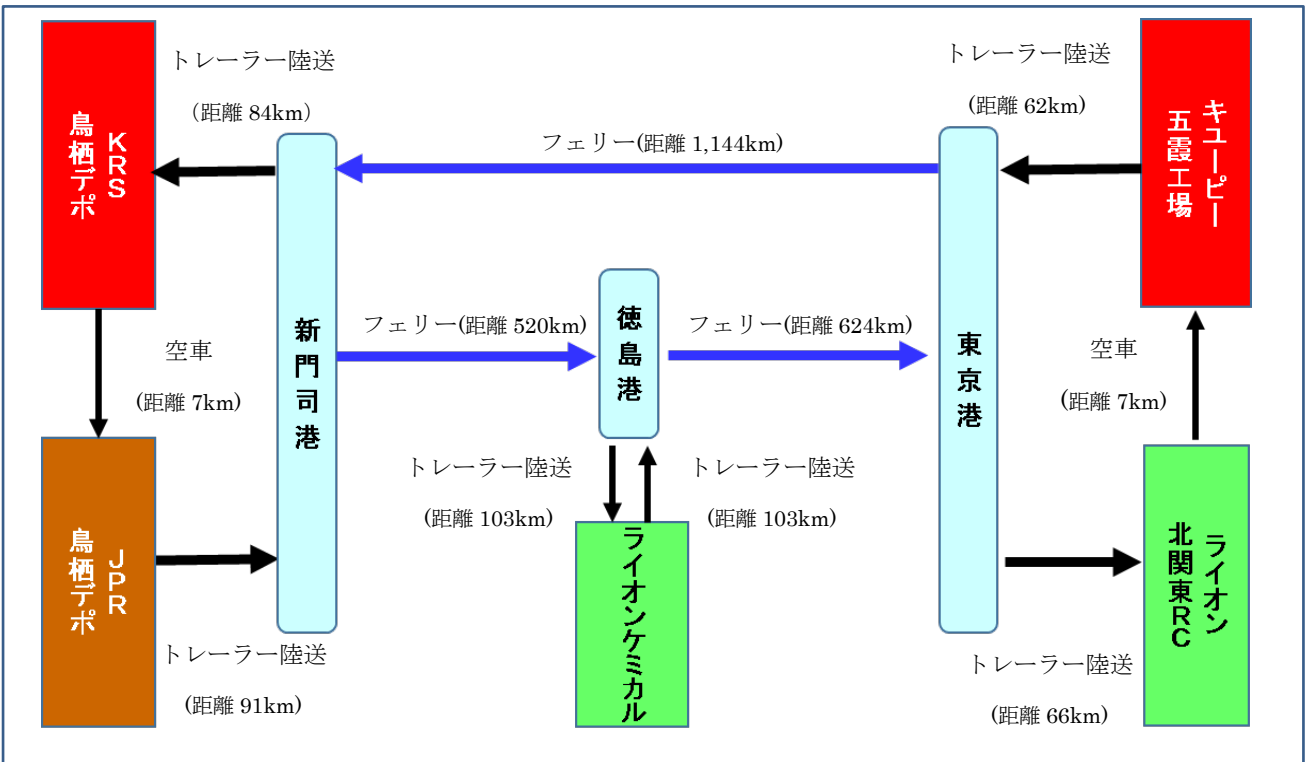 トレーラー陸送
(距離 84km)
KRS
鳥栖デポ
フェリー(距離 1,144km)
トレーラー陸送
(距離 62km)
キューピー
五霞工場
新門司港
フェリー(距離 520km)
徳島港
フェリー(距離 624km)
東京港
空車
(距離 7km)
空車
(距離 7km)
JPR
鳥栖デポ
トレーラー陸送
(距離 91km)
トレーラー陸送
(距離 103km)
トレーラー陸送
(距離 103km)
ライオンケミカル
ライオン
北関東RC
トレーラー陸送
(距離 66km)